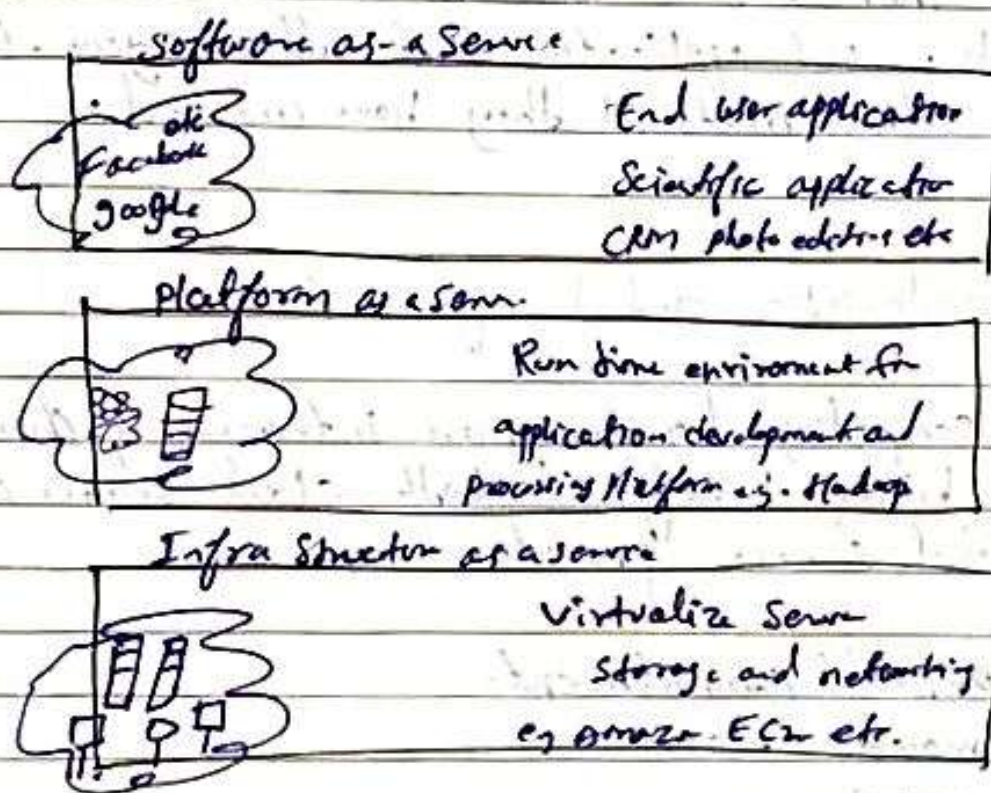 Software as-a Service
etc
Facebook
google
End user application
Scientific application
CRM photo editing etc
Platform as a Serv.
Run time environment for
application development and
processing Platform e.g. Hadoop
Infra Structure as a service
Virtualize Server
Storage and networking
eg Amazon EC2 etc.